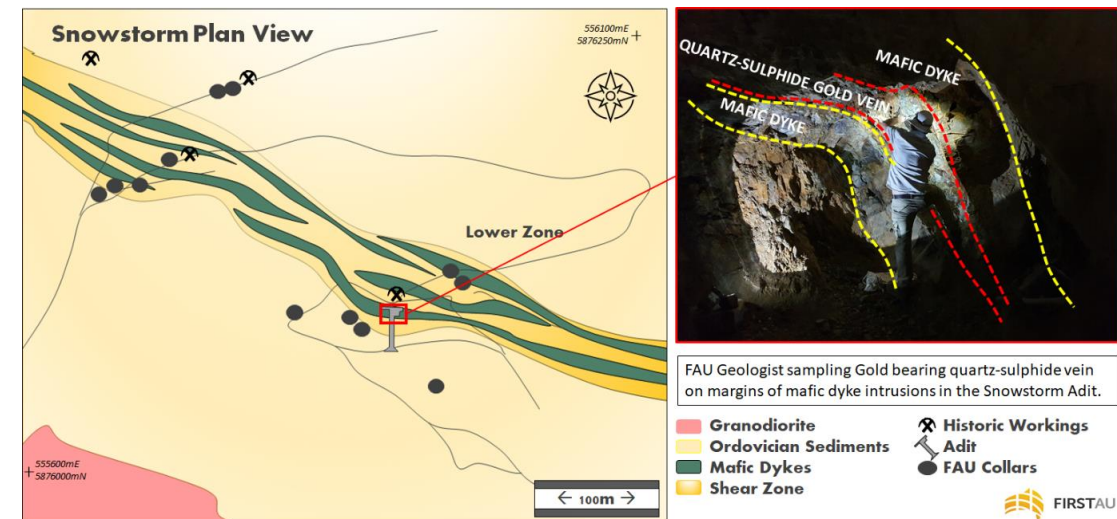 Snowstorm Plan View
556100mE
5876250mN
Lower Zone
555600mE
5876000mN
← 100m →
QUARTZ-SULPHIDE GOLD VEIN
MAFIC DYKE
MAFIC DYKE
FAU Geologist sampling Gold bearing quartz-sulphide vein
on margins of mafic dyke intrusions in the Snowstorm Adit.
Granodiorite
Ordovician Sediments
Mafic Dykes
Shear Zone
Historic Workings
Adit
FAU Collars
FIRSTAU